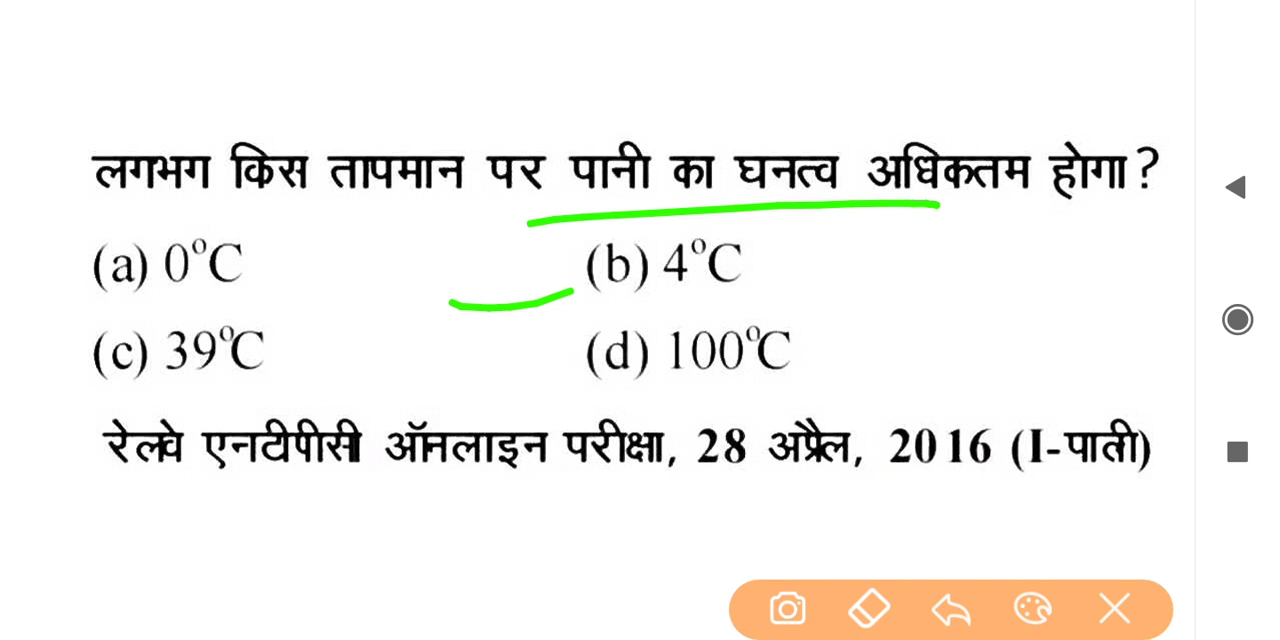 लगभग किस तापमान पर पानी का घनत्व अधिकतम होगा?
(a) 0°C (b) 4°C
(c) 39°C (d) 100°C
रेलवे एनटीपीसी ऑनलाइन परीक्षा, 28 अप्रैल, 2016 (I-पाली)